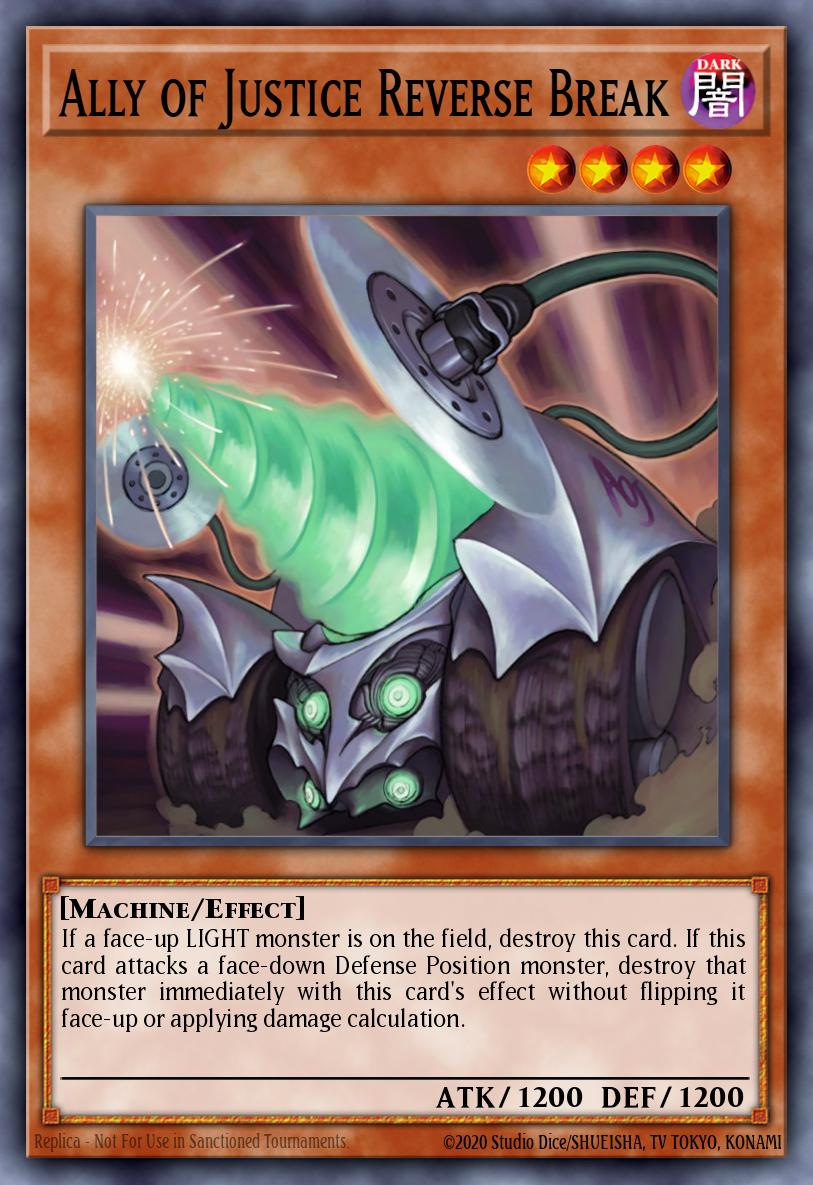 Ally of Justice Reverse Break
DARK
闇
AOJ
[Machine/Effect]
If a face-up LIGHT monster is on the field, destroy this card. If this
card attacks a face-down Defense Position monster, destroy that
monster immediately with this card's effect without flipping it
face-up or applying damage calculation.
ATK/1200 DEF/1200
Replica - Not For Use in Sanctioned Tournaments.
©2020 Studio Dice/SHUEISHA, TV TOKYO, KONAMI